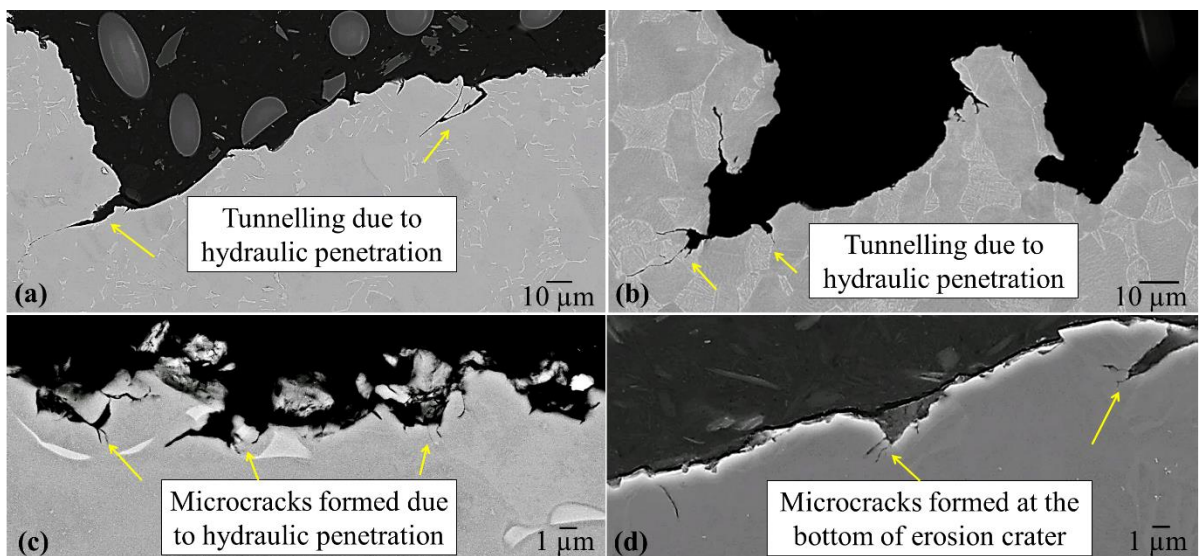 Tunnelling due to
hydraulic penetration
(a)
10 µm
Tunnelling due to
hydraulic penetration
(b)
10 µm
Microcracks formed due
to hydraulic penetration
(c)
1 µm
Microcracks formed at the
bottom of erosion crater
(d)
1 µm